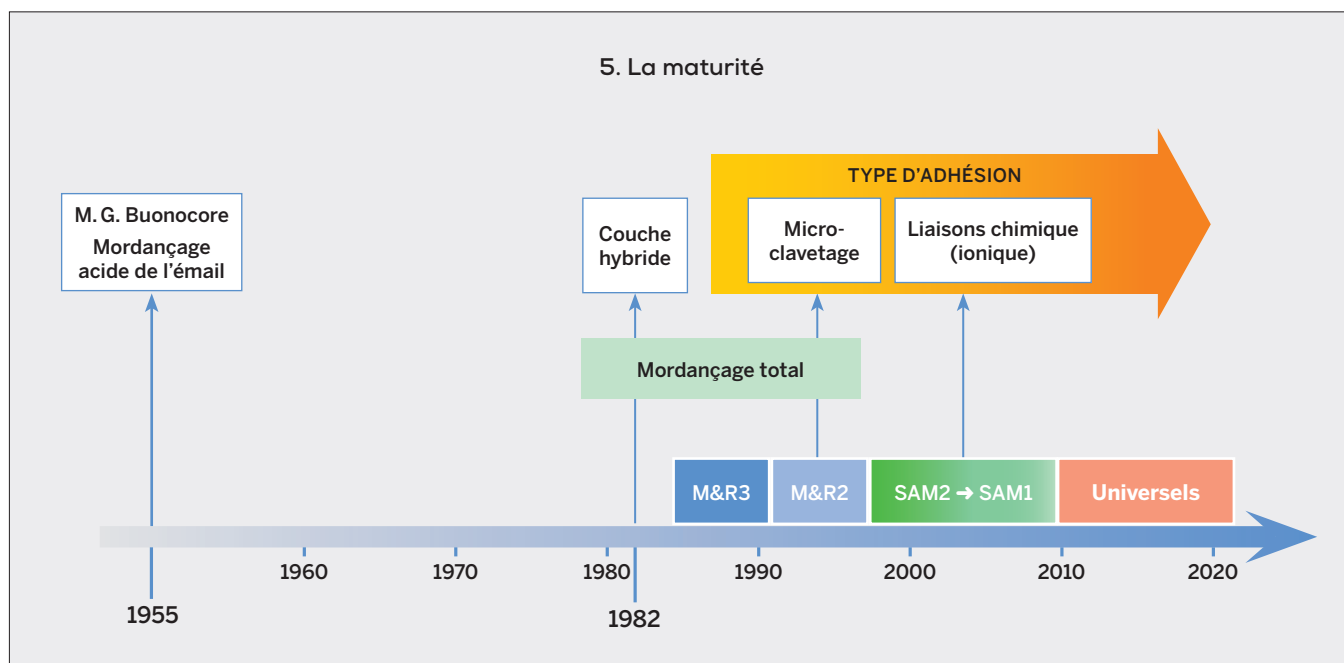 5. La maturité
TYPE D'ADHÉSION
M. G. Buonocore
Mordançage
acide de l'émail
Couche
hybride
Micro-
clavetage
Liaisons chimique
(ionique)
Mordançage total
M&R3
M&R2
SAM2 ➜ SAM1
Universels
1960
1970
1980
1990
2000
2010
2020
1955
1982